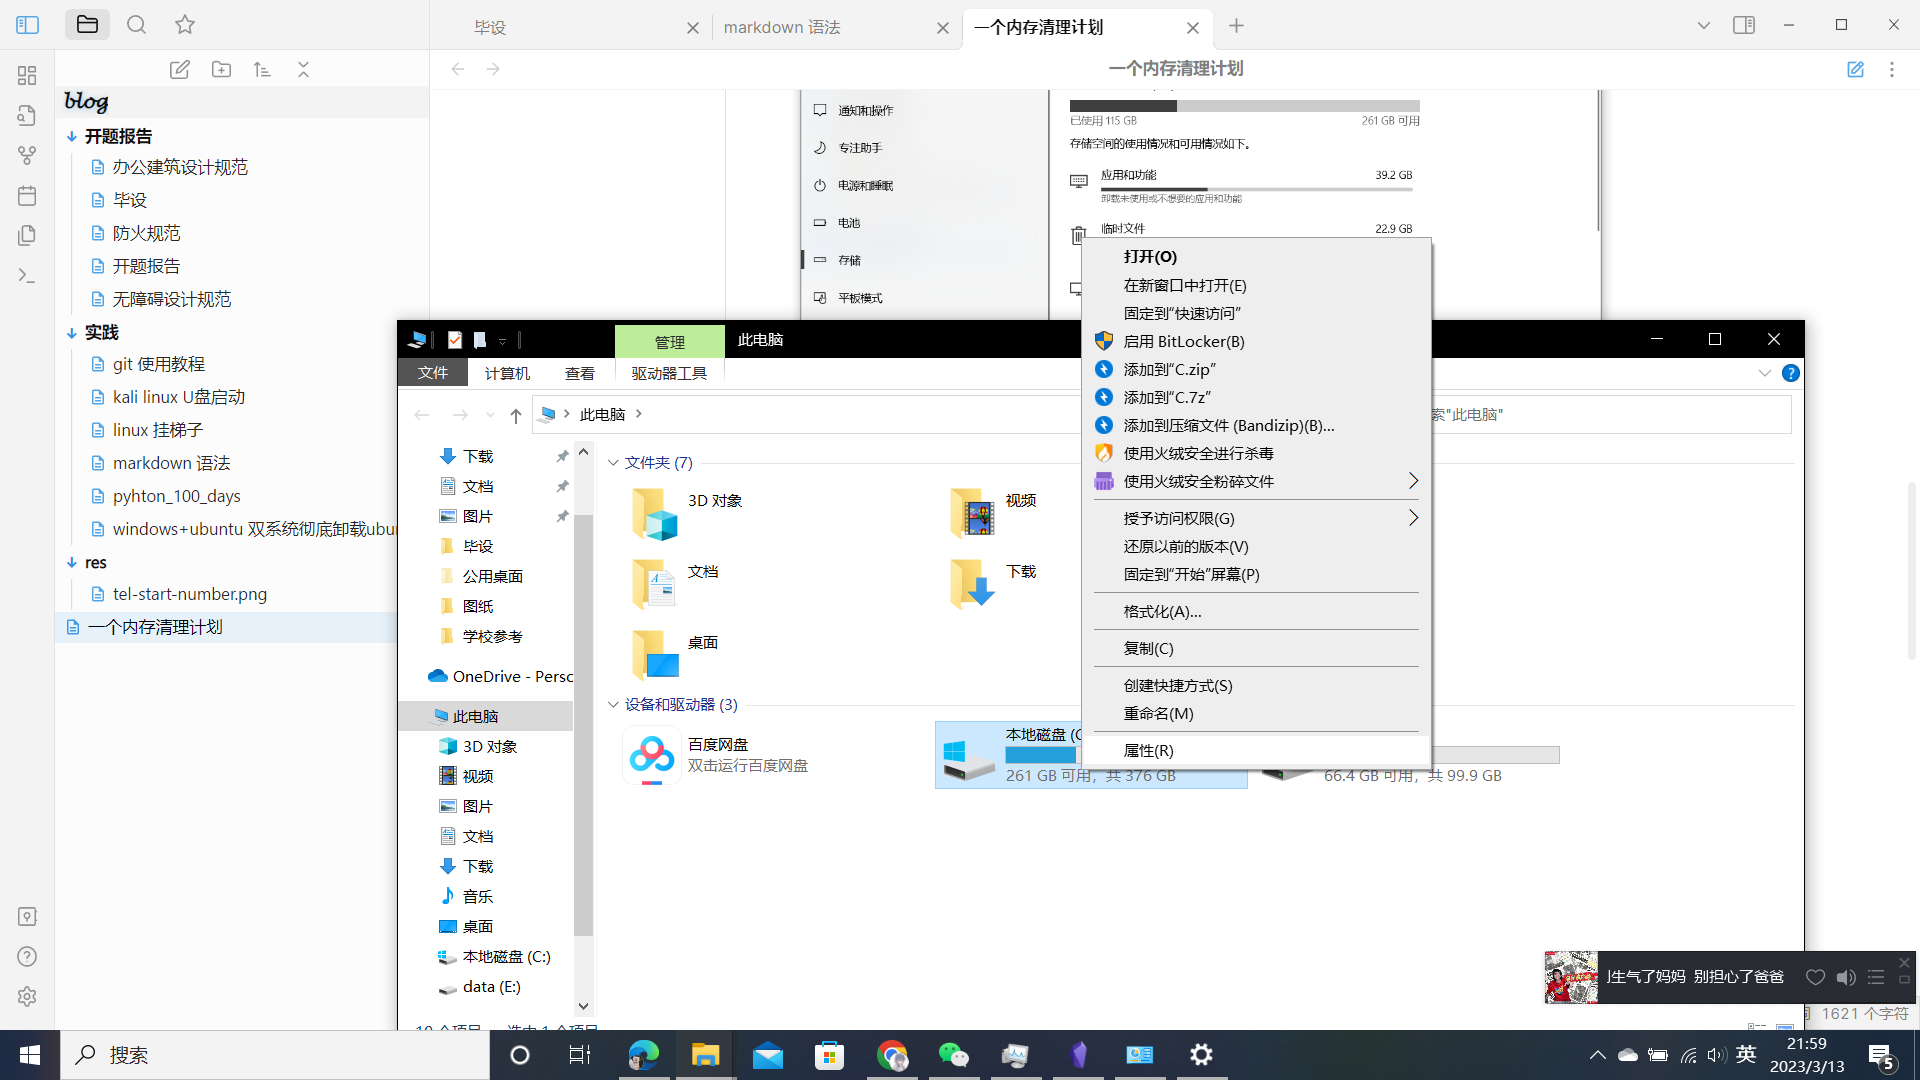 毕设
markdown 语法
一个内存清理计划
一个内存清理计划
blog
开题报告
办公建筑设计规范
毕设
防火规范
开题报告
无障碍设计规范
实践
git 使用教程
kali linux U盘启动
linux 挂梯子
markdown 语法
pyhton_100_days
windows+ubuntu 双系统彻底卸载ubu
res
tel-start-number.png
一个内存清理计划
通知和操作
专注助手
电源和睡眠
电池
存储
平板模式
已使用 115 GB
261 GB 可用
存储空间的使用情况和可用情况如下。
应用和功能
39.2 GB
卸载未使用或不想要的应用和功能
临时文件
22.9 GB
管理
此电脑
文件
计算机
查看
驱动器工具
此电脑
索"此电脑"
下载
文档
图片
毕设
公用桌面
图纸
学校参考
OneDrive - Persc
此电脑
3D 对象
视频
图片
文档
下载
音乐
桌面
本地磁盘 (C:)
data (E:)
文件夹 (7)
3D 对象
视频
文档
下载
桌面
设备和驱动器 (3)
百度网盘
双击运行百度网盘
本地磁盘 (C
261 GB 可用，共 376 GB
66.4 GB 可用，共 99.9 GB
打开(O)
在新窗口中打开(E)
固定到“快速访问”
启用 BitLocker(B)
添加到“C.zip”
添加到“C.7z”
添加到压缩文件 (Bandizip)(B)...
使用火绒安全进行杀毒
使用火绒安全粉碎文件
授予访问权限(G)
还原以前的版本(V)
固定到“开始”屏幕(P)
格式化(A)...
复制(C)
创建快捷方式(S)
重命名(M)
属性(R)
生气了妈妈 别担心了爸爸
1621 个字符
10 个项目
选中 1 个项目
搜索
英
21:59
2023/3/13
5